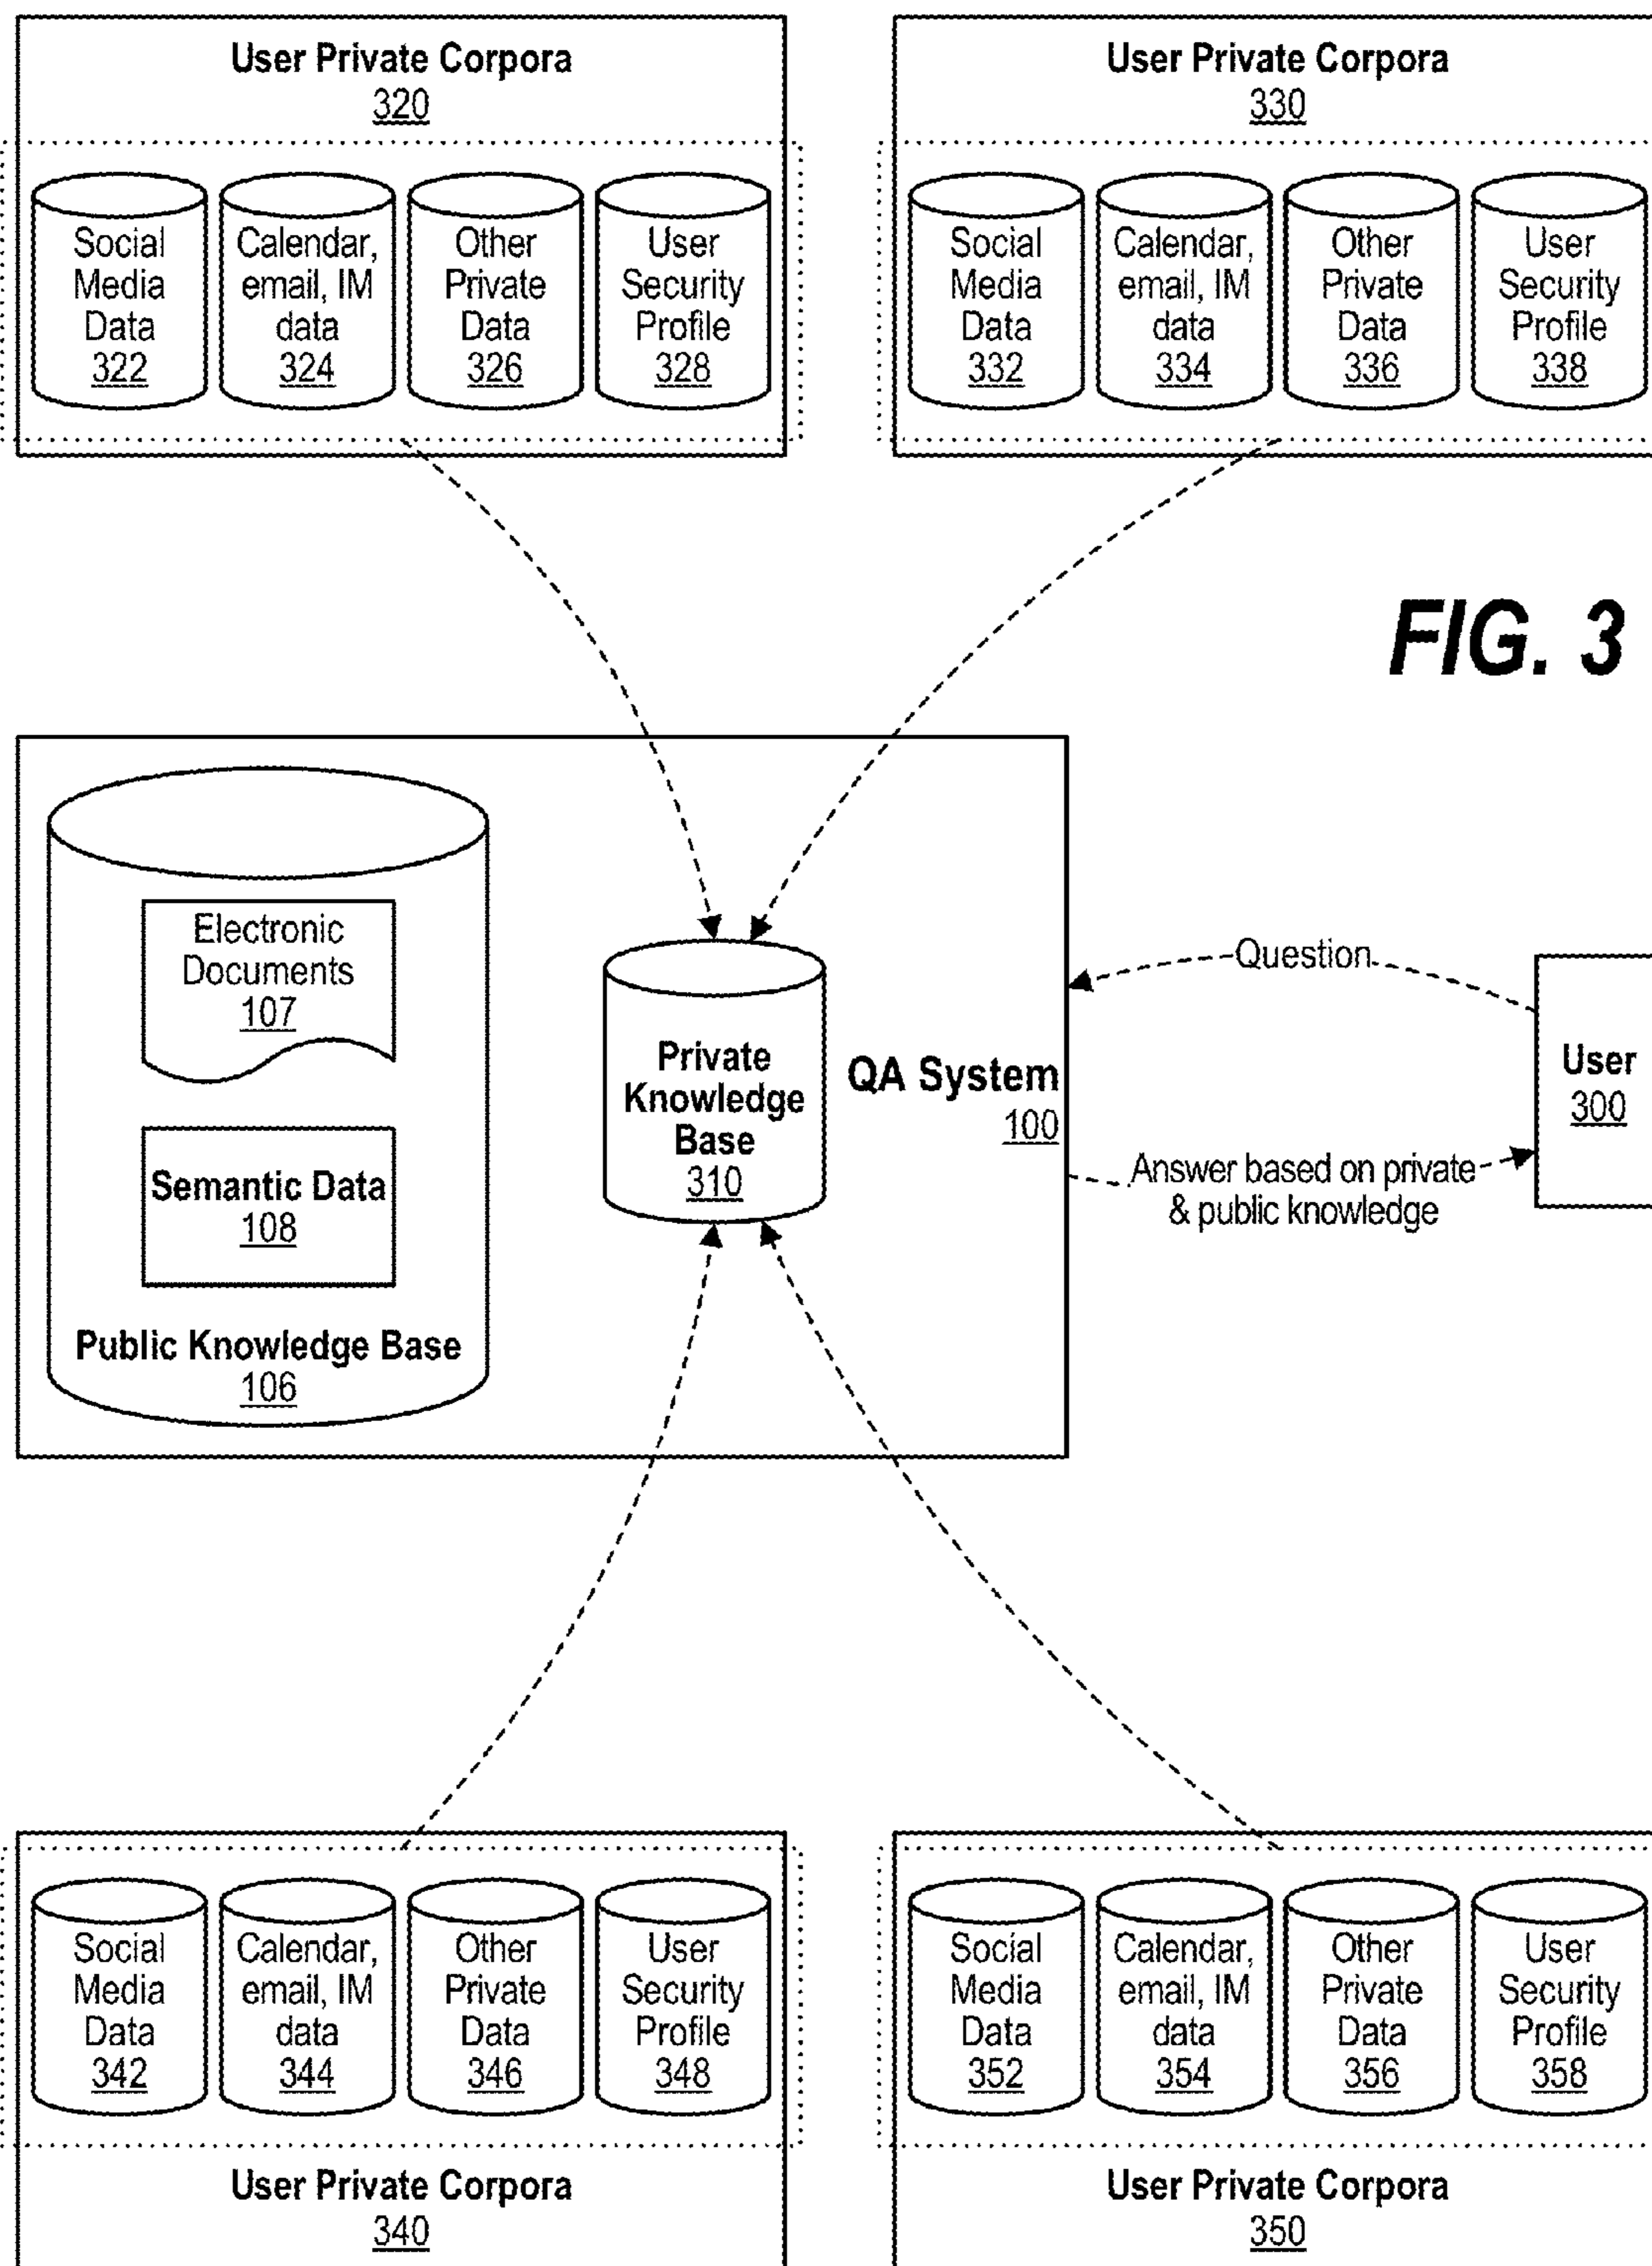 User Private Corpora
320
Social
Media
Data
322
Calendar,
email, IM
data
324
Other
Private
Data
326
User
Security
Profile
328
User Private Corpora
330
Social
Media
Data
332
Calendar,
email, IM
data
334
Other
Private
Data
336
User
Security
Profile
338
FIG. 3
Electronic
Documents
107
Semantic Data
108
Public Knowledge Base
106
Private
Knowledge
Base
310
QA System
100
Question
Answer based on private
& public knowledge
User
300
Social
Media
Data
342
Calendar,
email, IM
data
344
Other
Private
Data
346
User
Security
Profile
348
User Private Corpora
340
Social
Media
Data
352
Calendar,
email, IM
data
354
Other
Private
Data
356
User
Security
Profile
358
User Private Corpora
350